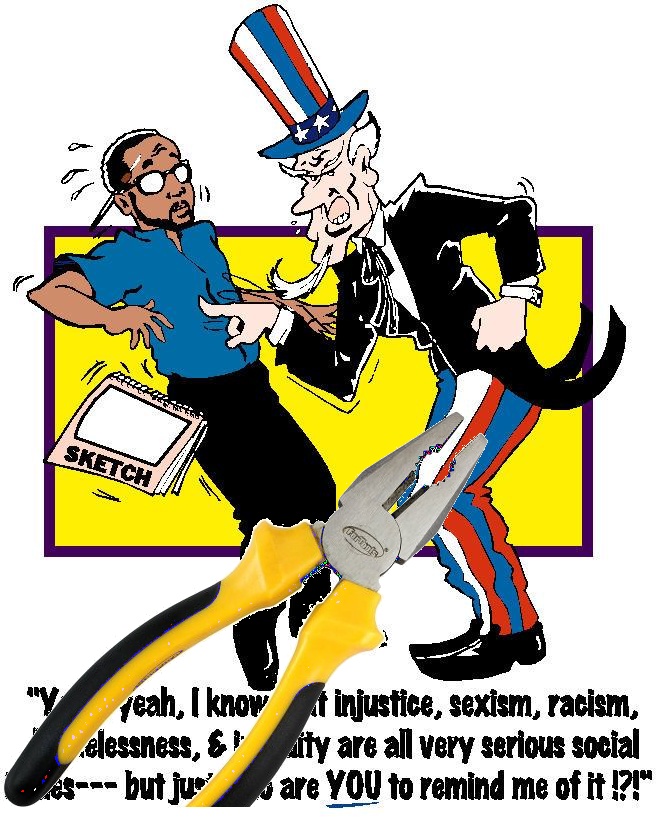 SKETCH
yeah, I know injustice, sexism, racism,
& are all very serious social
but are YOU to remind me of it !?!"